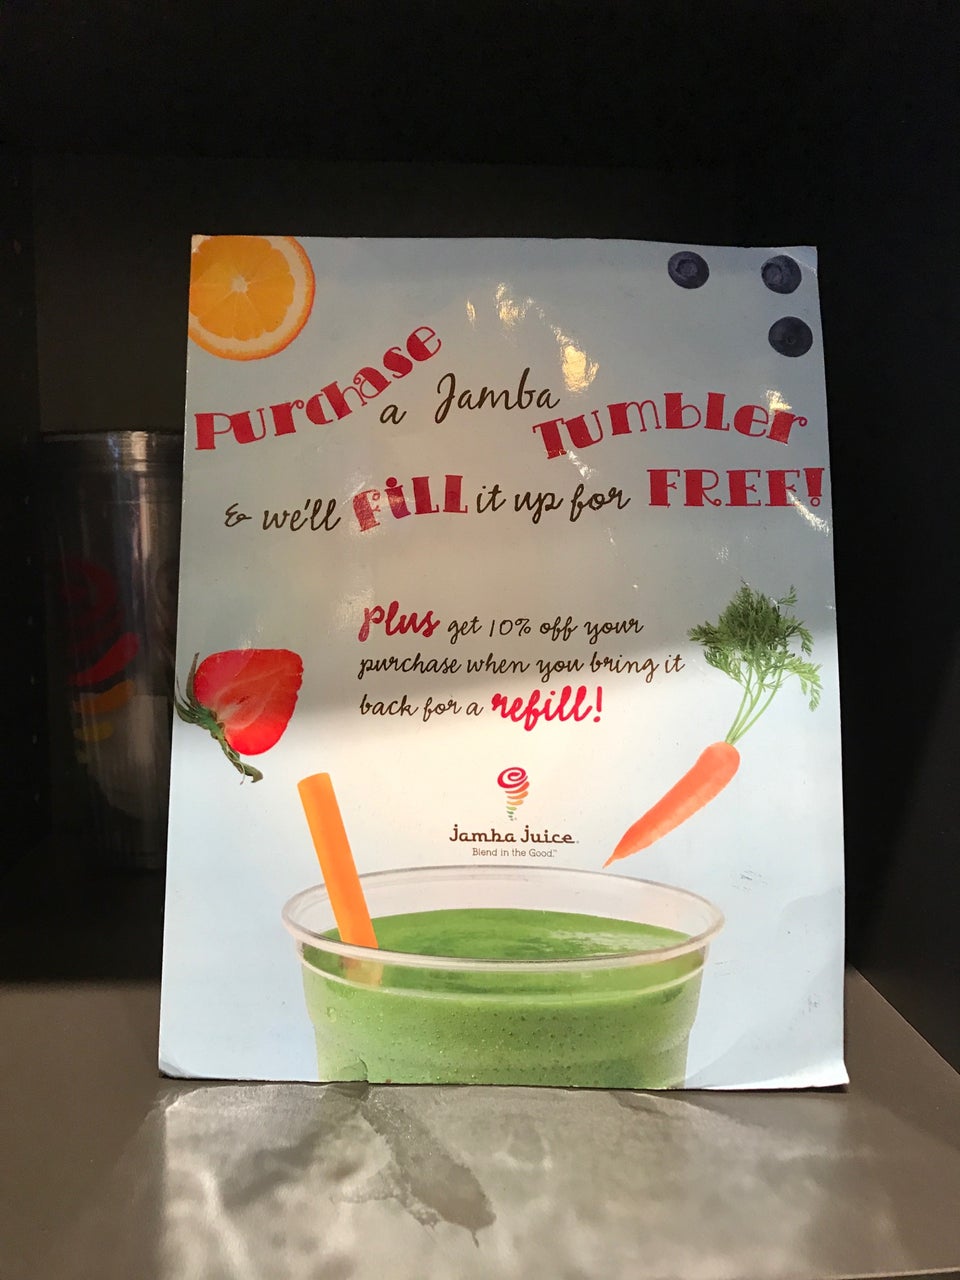 Purchase a Jamba Tumbler
& we'll Fill it up for FREE!
Plus get 10% off your
purchase when you bring it
back for a refill!
jamba juice
Blend in the Good.™